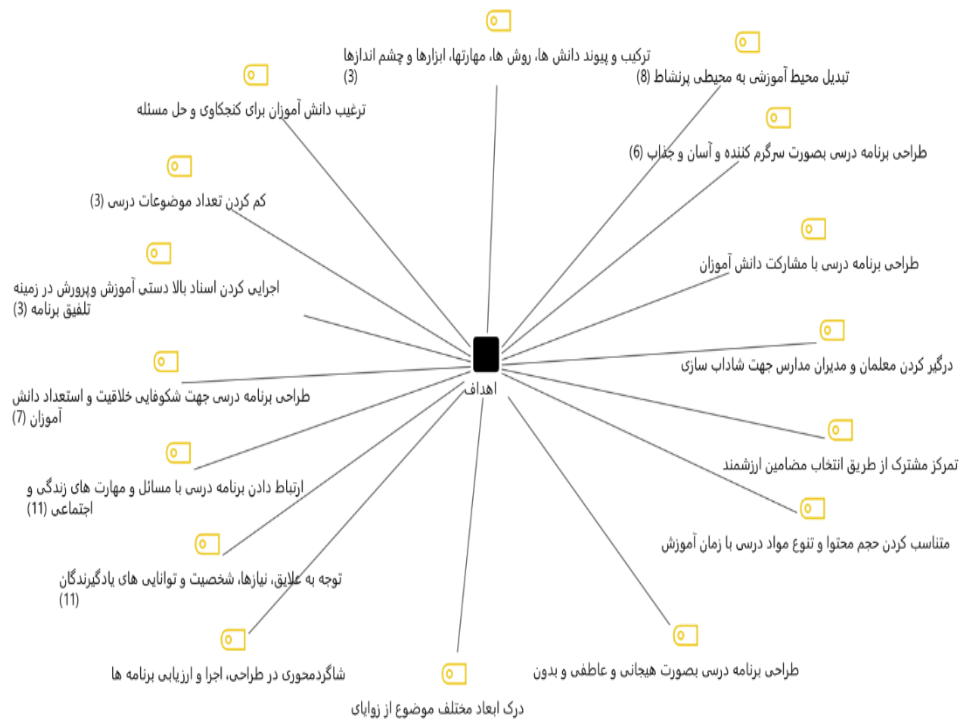 ترکیب و پیوند دانش ها، روش ها، مهارتها، ابزارها و چشم اندازها
(3)
تبدیل محیط آموزشی به محیطی پرنشاط (8)
طراحی برنامه درسی بصورت سرگرم کننده و آسان و جذاب (6)
طراحی برنامه درسی با مشارکت دانش آموزان
درگیر کردن معلمان و مدیران مدارس جهت شاداب سازی
تمرکز مشترک از طریق انتخاب مضامین ارزشمند
متناسب کردن حجم محتوا و تنوع مواد درسی با زمان آموزش
طراحی برنامه درسی بصورت هیجانی و عاطفی و بدون
درک ابعاد مختلف موضوع از زوایای
شاگردمحوری در طراحی، اجرا و ارزیابی برنامه ها
توجه به علایق، نیازها، شخصیت و توانایی های یادگیرندگان
(11)
ارتباط دادن برنامه درسی با مسائل و مهارت های زندگی و
اجتماعی (11)
طراحی برنامه درسی جهت شکوفایی خلاقیت و استعداد دانش
آموزان (7)
اجرایی کردن اسناد بالا دستی آموزش وپرورش در زمینه
تلفیق برنامه (3)
کم کردن تعداد موضوعات درسی (3)
ترغیب دانش آموزان برای کنجکاوی و حل مسئله
اهداف